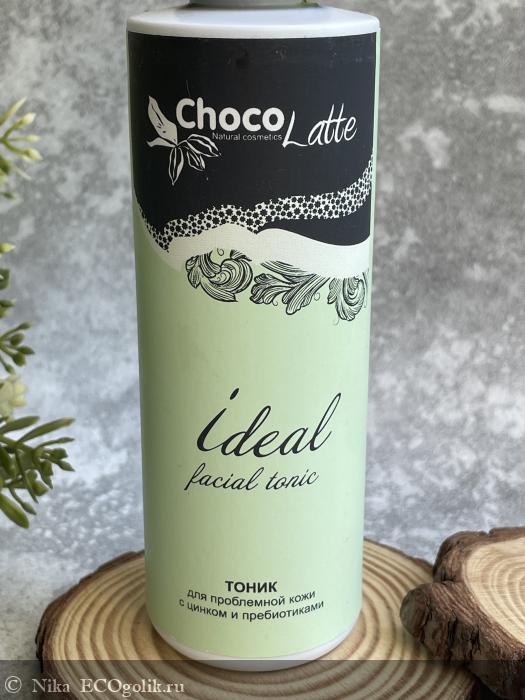 Choco Latte
Natural cosmetics
ideal
facial tonic
ТОНИК
для проблемной кожи
с цинком и пребиотиками
© Nika ECOgolik.ru